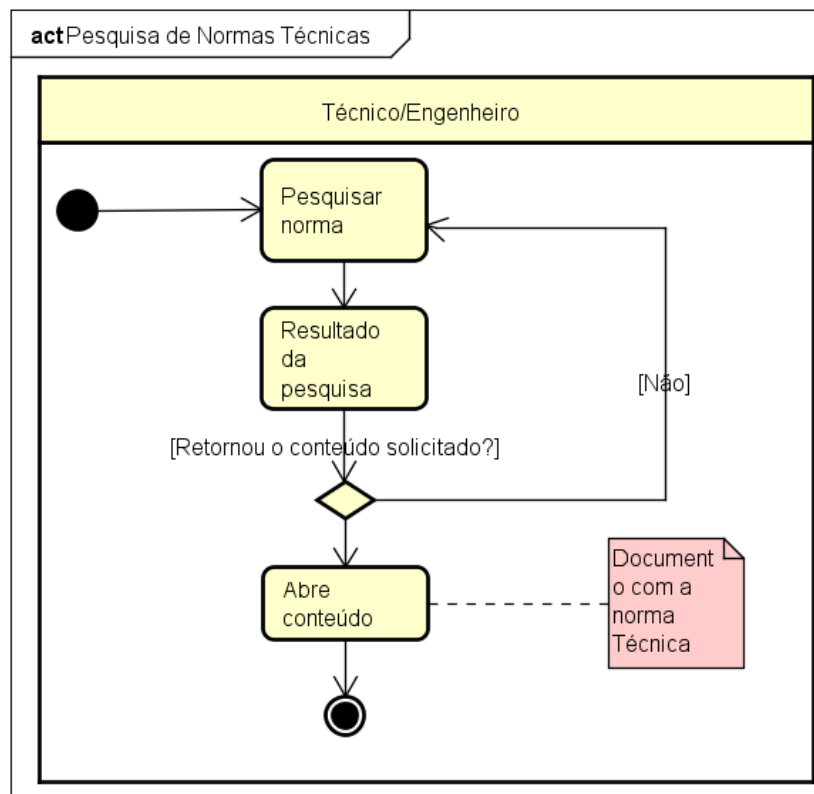 act Pesquisa de Normas Técnicas
Técnico/Engenheiro
Pesquisar
norma
Resultado
da
pesquisa
[Não]
[Retornou o conteúdo solicitado?]
Abre
conteúdo
Document
o com a
norma
Técnica